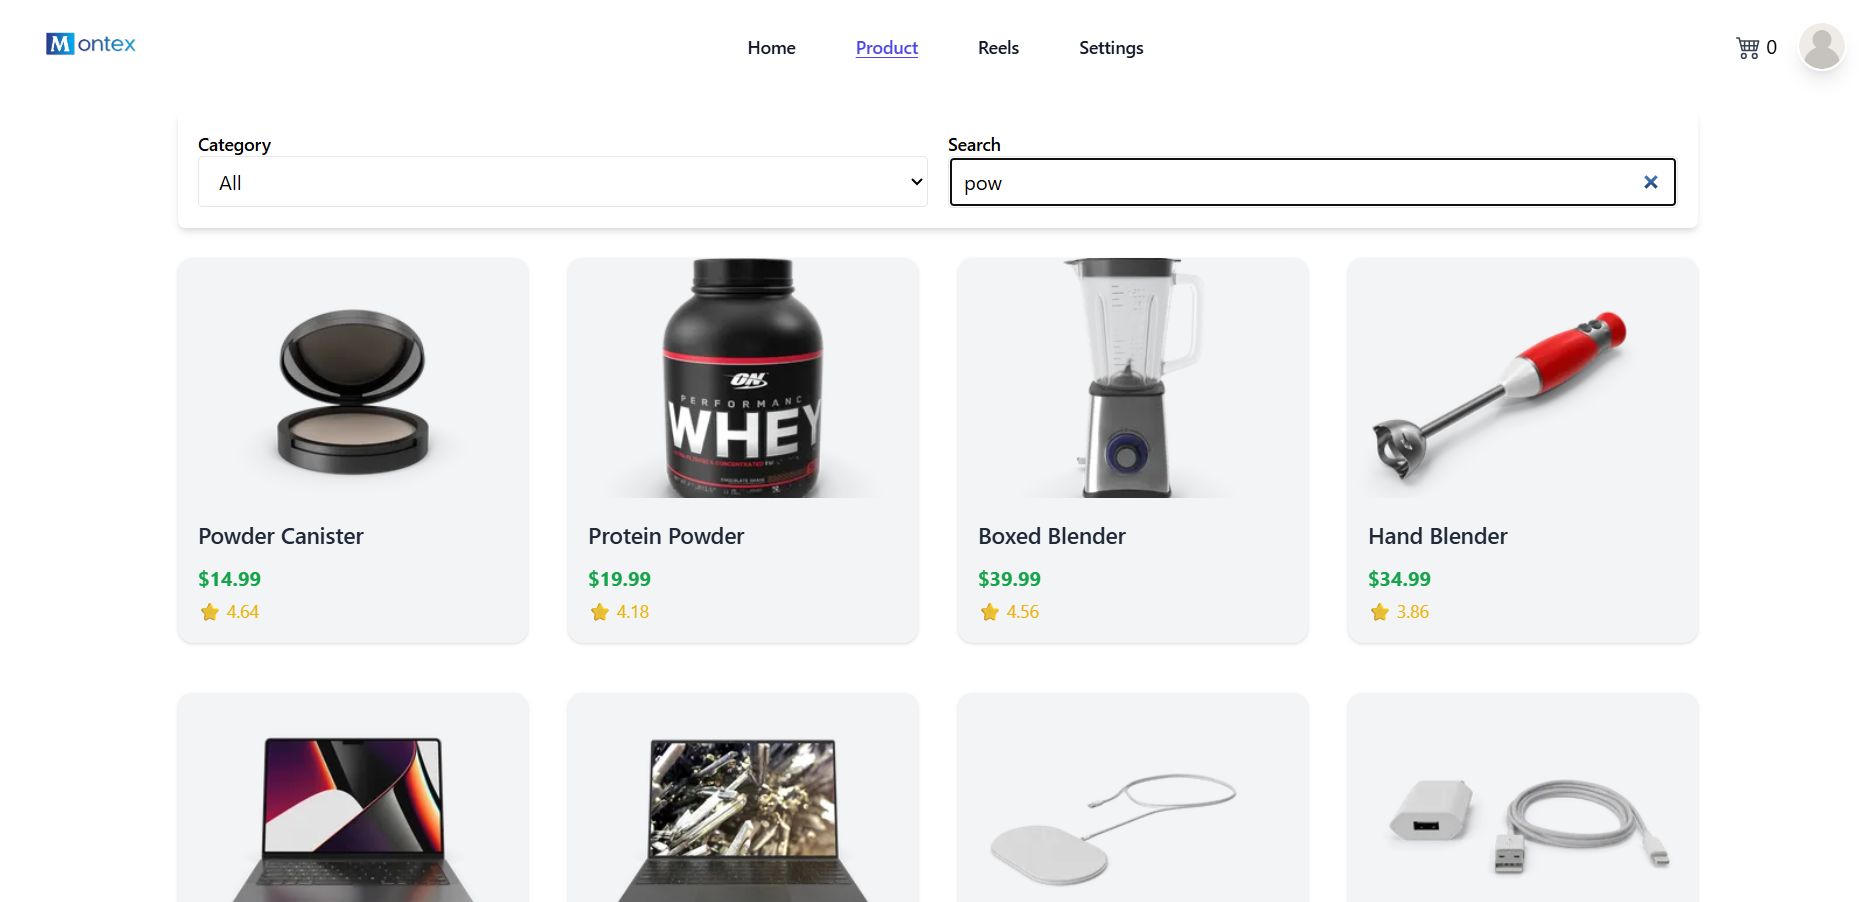 Montex
Home Product Reels Settings
0
Category
All
Search
pow
ON
PERFORMANC
WHEY
Powder Canister
$14.99
4.64
Protein Powder
$19.99
4.18
Boxed Blender
$39.99
4.56
Hand Blender
$34.99
3.86